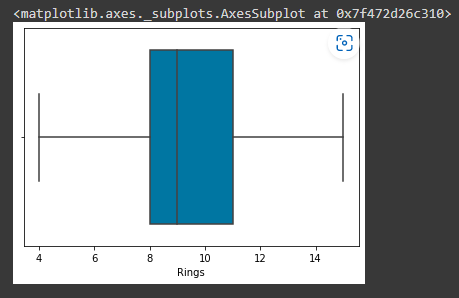 <matplotlib.axes._subplots.AxesSubplot at 0x7f472d26c310>
4 6 8 10 12 14
Rings